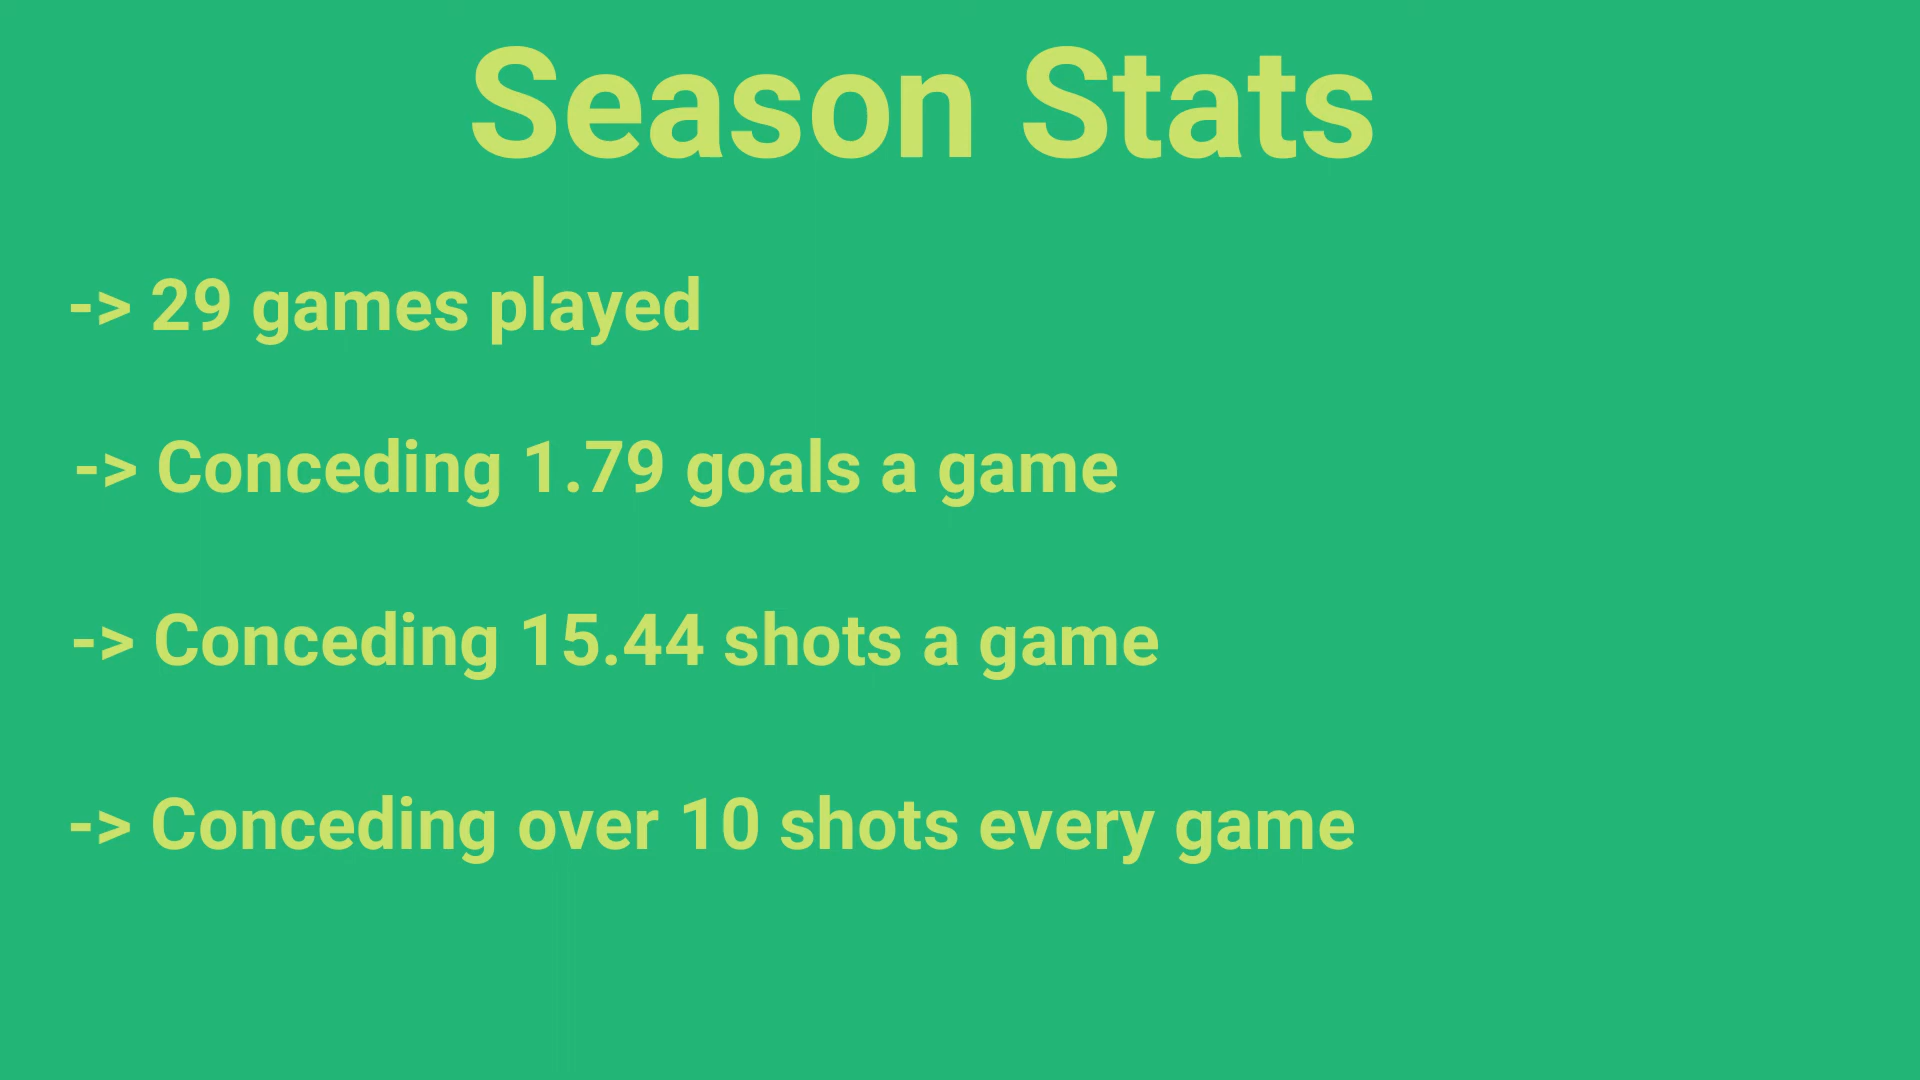 Season Stats
-> 29 games played
-> Conceding 1.79 goals a game
-> Conceding 15.44 shots a game
-> Conceding over 10 shots every game